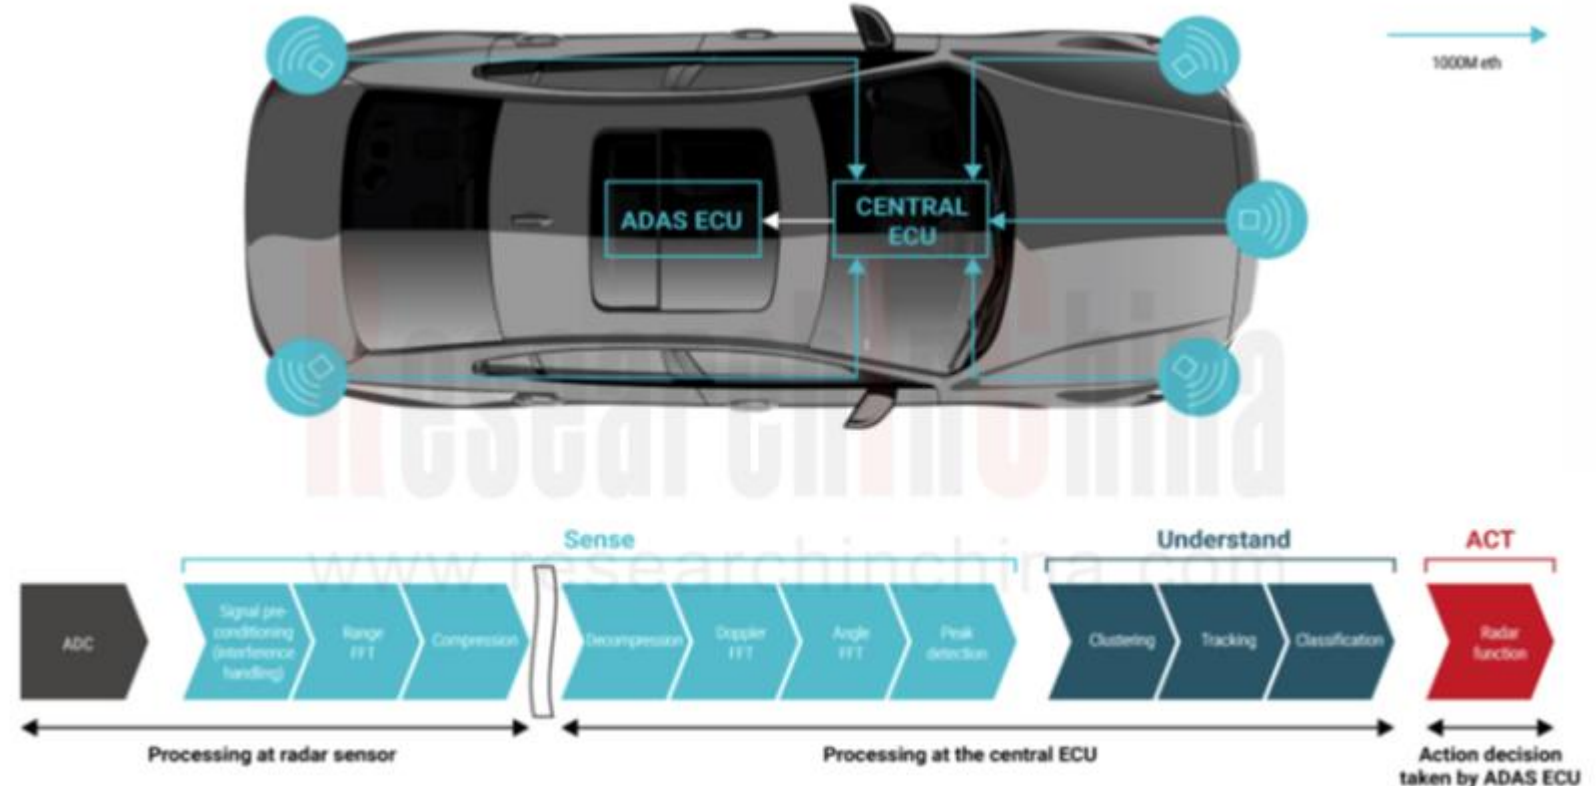 1000M eth
ADAS ECU
CENTRAL
ECU
ResearchInChina
www.researchinchina.com
Sense
Understand
ACT
ADC
Signal pre-
conditioning
(interference
handling)
Range
FFT
Compression
Decompression
Doppler
FFT
Angle
FFT
Peak
detection
Clustering
Tracking
Classification
Radar
function
Processing at radar sensor
Processing at the central ECU
Action decision
taken by ADAS ECU